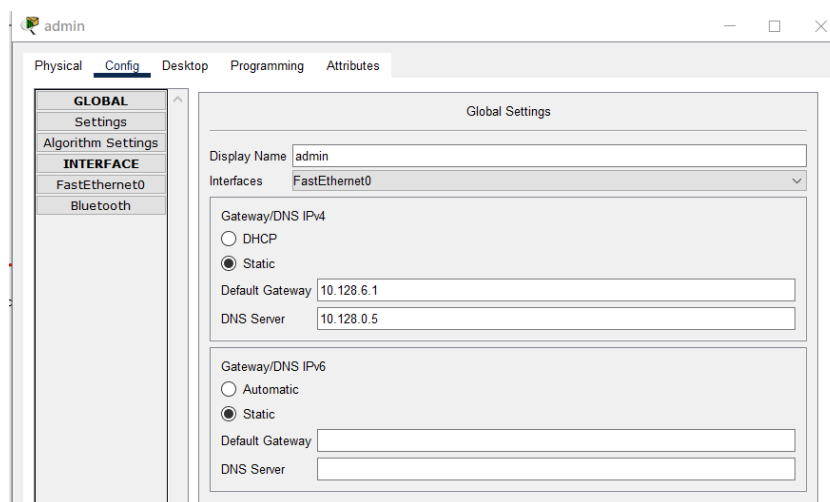 admin
Physical Config Desktop Programming Attributes
GLOBAL
Settings
Algorithm Settings
INTERFACE
FastEthernet0
Bluetooth
Global Settings
Display Name admin
Interfaces FastEthernet0
Gateway/DNS IPv4
DHCP
Static
Default Gateway 10.128.6.1
DNS Server 10.128.0.5
Gateway/DNS IPv6
Automatic
Static
Default Gateway
DNS Server